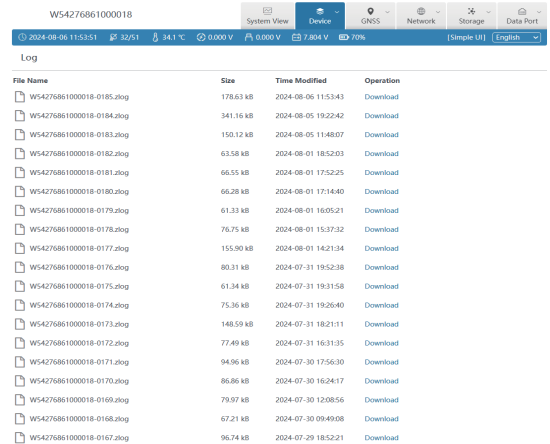 W54276861000018
System View
Device
GNSS
Network
Storage
Data Port
2024-08-06 11:53:51 32/51 34.1 ℃ 0.000 V 0.000 V 7.804 V 70% [Simple UI] English
Log
File Name Size Time Modified Operation
W54276861000018-0185.zlog 178.63 kB 2024-08-06 11:53:43 Download
W54276861000018-0184.zlog 341.16 kB 2024-08-05 19:22:42 Download
W54276861000018-0183.zlog 150.12 kB 2024-08-05 11:48:07 Download
W54276861000018-0182.zlog 63.58 kB 2024-08-01 18:52:03 Download
W54276861000018-0181.zlog 66.55 kB 2024-08-01 17:52:25 Download
W54276861000018-0180.zlog 66.28 kB 2024-08-01 17:14:40 Download
W54276861000018-0179.zlog 61.33 kB 2024-08-01 16:05:21 Download
W54276861000018-0178.zlog 76.75 kB 2024-08-01 15:37:32 Download
W54276861000018-0177.zlog 155.90 kB 2024-08-01 14:21:34 Download
W54276861000018-0176.zlog 80.31 kB 2024-07-31 19:52:38 Download
W54276861000018-0175.zlog 61.34 kB 2024-07-31 19:31:58 Download
W54276861000018-0174.zlog 75.36 kB 2024-07-31 19:26:40 Download
W54276861000018-0173.zlog 148.59 kB 2024-07-31 18:21:11 Download
W54276861000018-0172.zlog 77.49 kB 2024-07-31 16:31:35 Download
W54276861000018-0171.zlog 94.96 kB 2024-07-30 17:56:30 Download
W54276861000018-0170.zlog 86.86 kB 2024-07-30 16:24:17 Download
W54276861000018-0169.zlog 79.97 kB 2024-07-30 12:08:56 Download
W54276861000018-0168.zlog 67.21 kB 2024-07-30 09:49:08 Download
W54276861000018-0167.zlog 96.74 kB 2024-07-29 18:52:21 Download